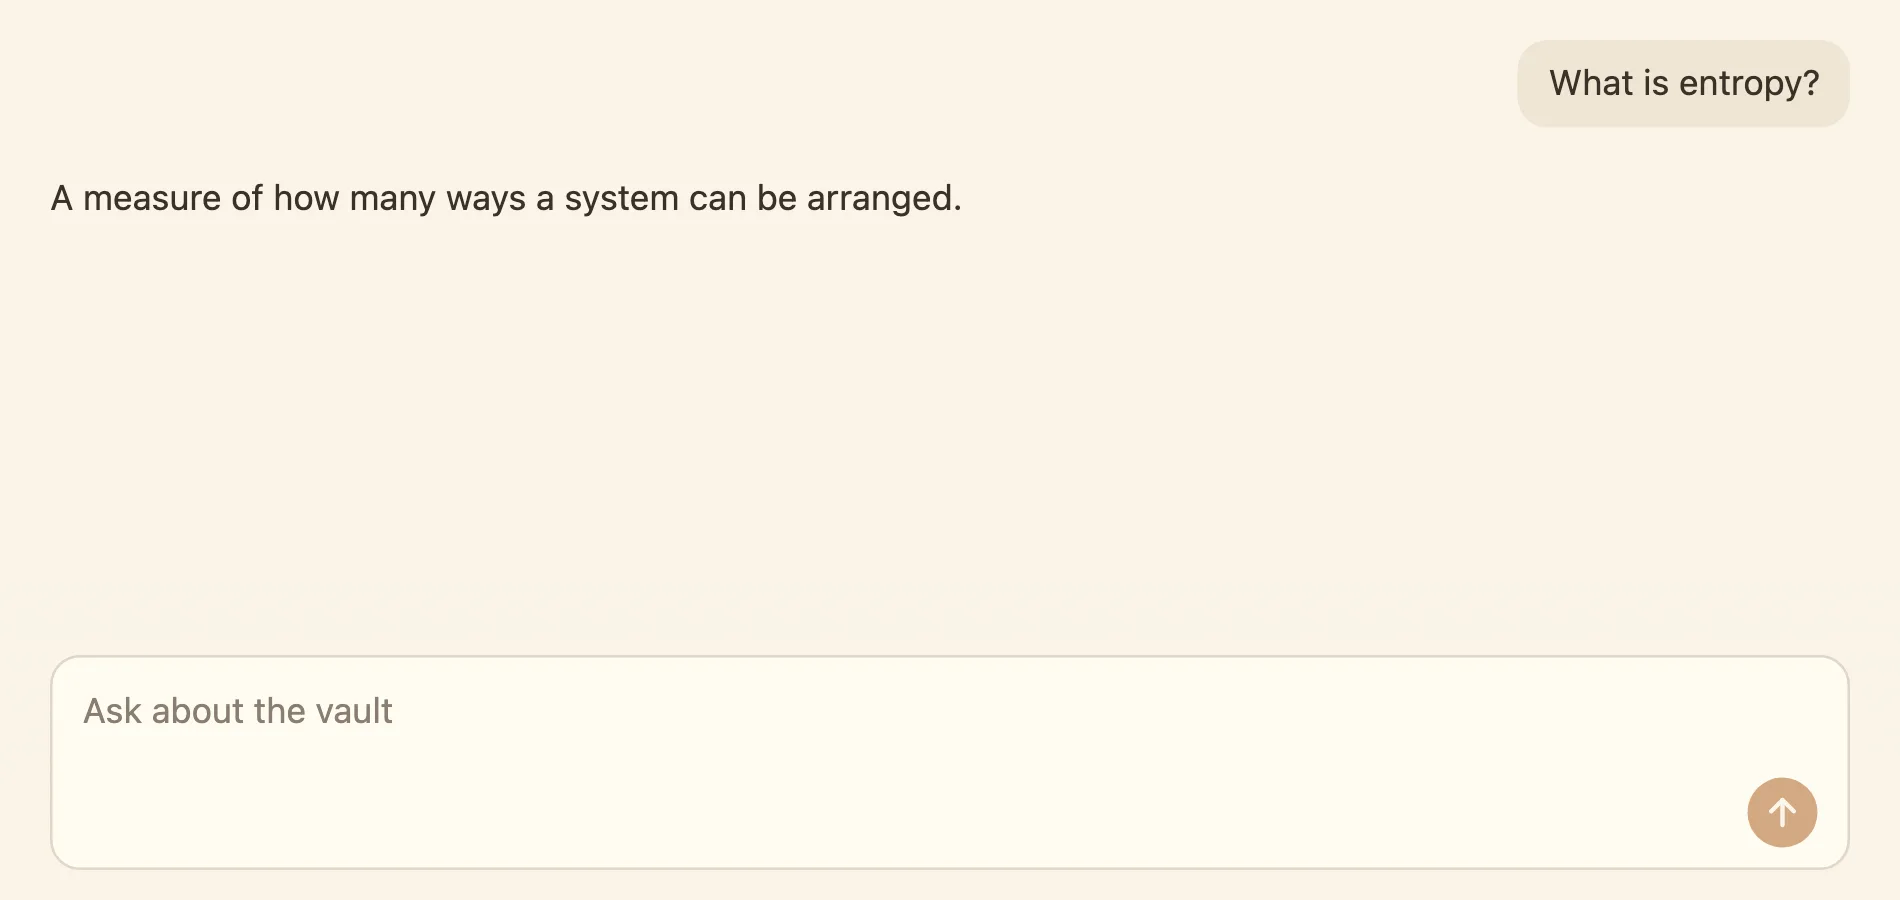 What is entropy?
A measure of how many ways a system can be arranged.
Ask about the vault